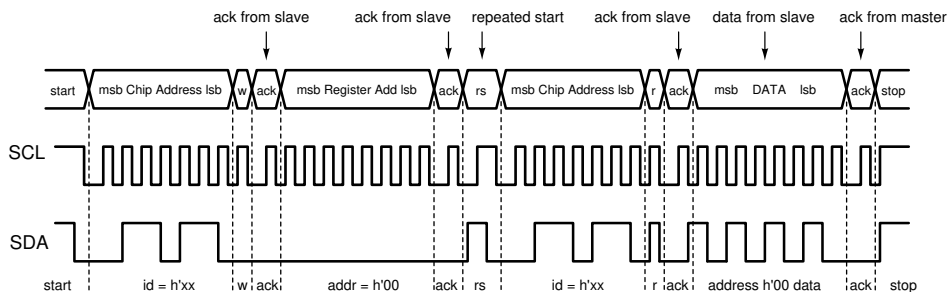 ack from slave ack from slave repeated start ack from slave data from slave ack from master
start msb Chip Address lsb w ack msb Register Add lsb ack rs msb Chip Address lsb r ack msb DATA lsb ack stop
SCL
SDA
start id = h'xx w ack addr = h'00 ack rs id = h'xx r ack address h'00 data ack stop